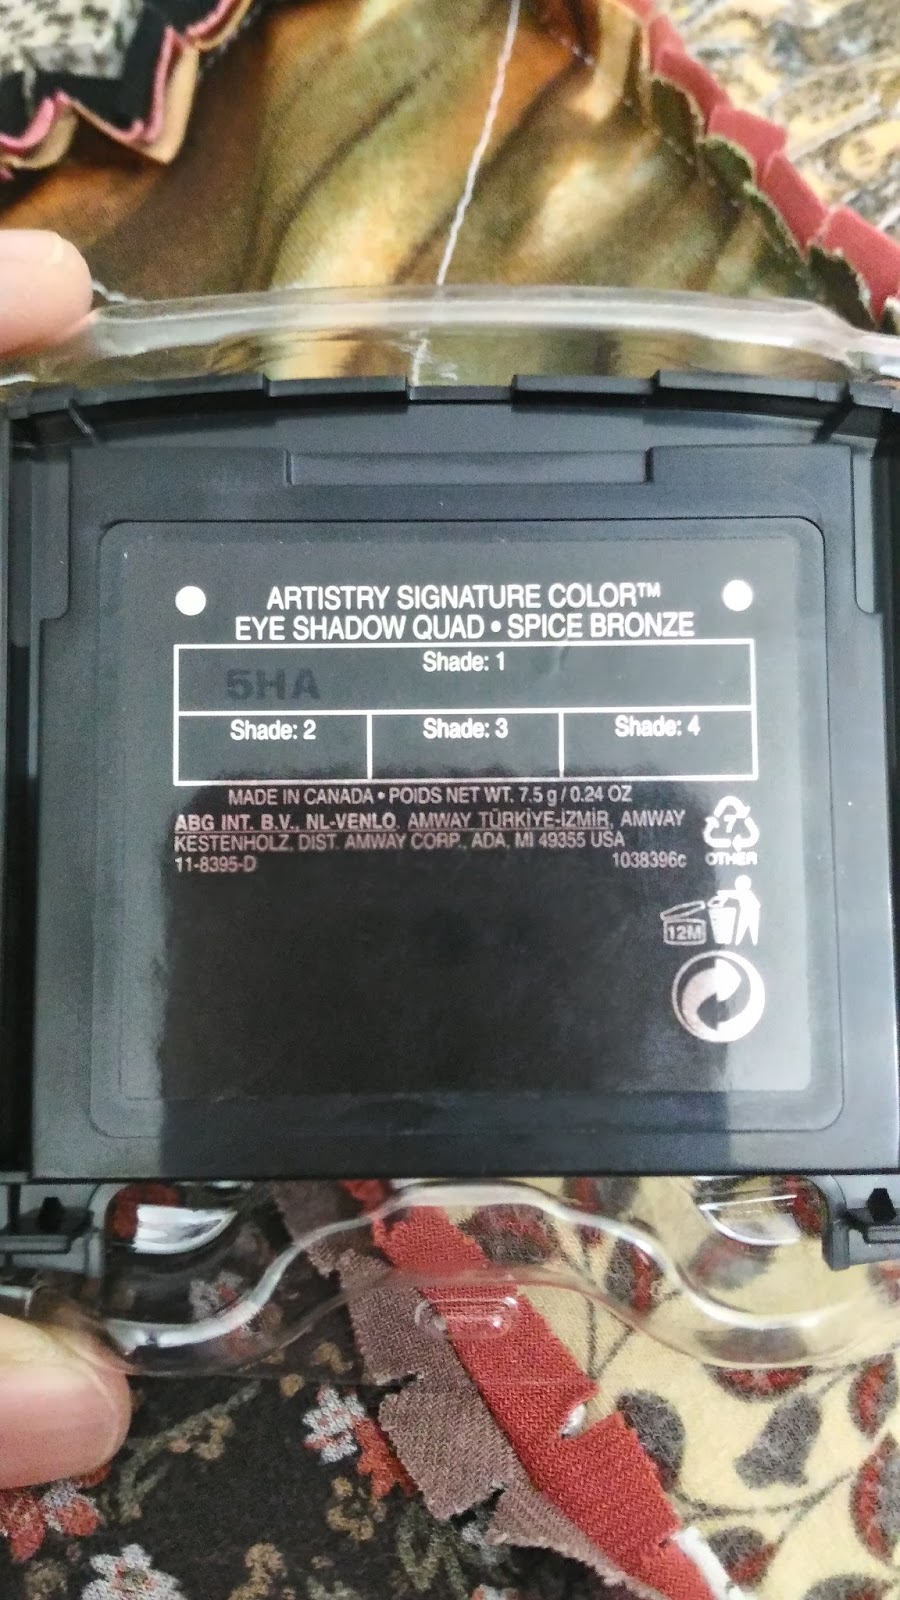 ARTISTRY SIGNATURE COLOR™
EYE SHADOW QUAD • SPICE BRONZE
Shade: 1
5HA
Shade: 2 Shade: 3 Shade: 4
MADE IN CANADA • POIDS NET WT. 7.5 g / 0.24 OZ
ABG INT. B.V., NL-VENLO, AMWAY TÜRKİYE-İZMİR, AMWAY
KESTENHOLZ, DIST. AMWAY CORP., ADA, MI 49355 USA
11-8395-D 1038396c
7
OTHER
12M